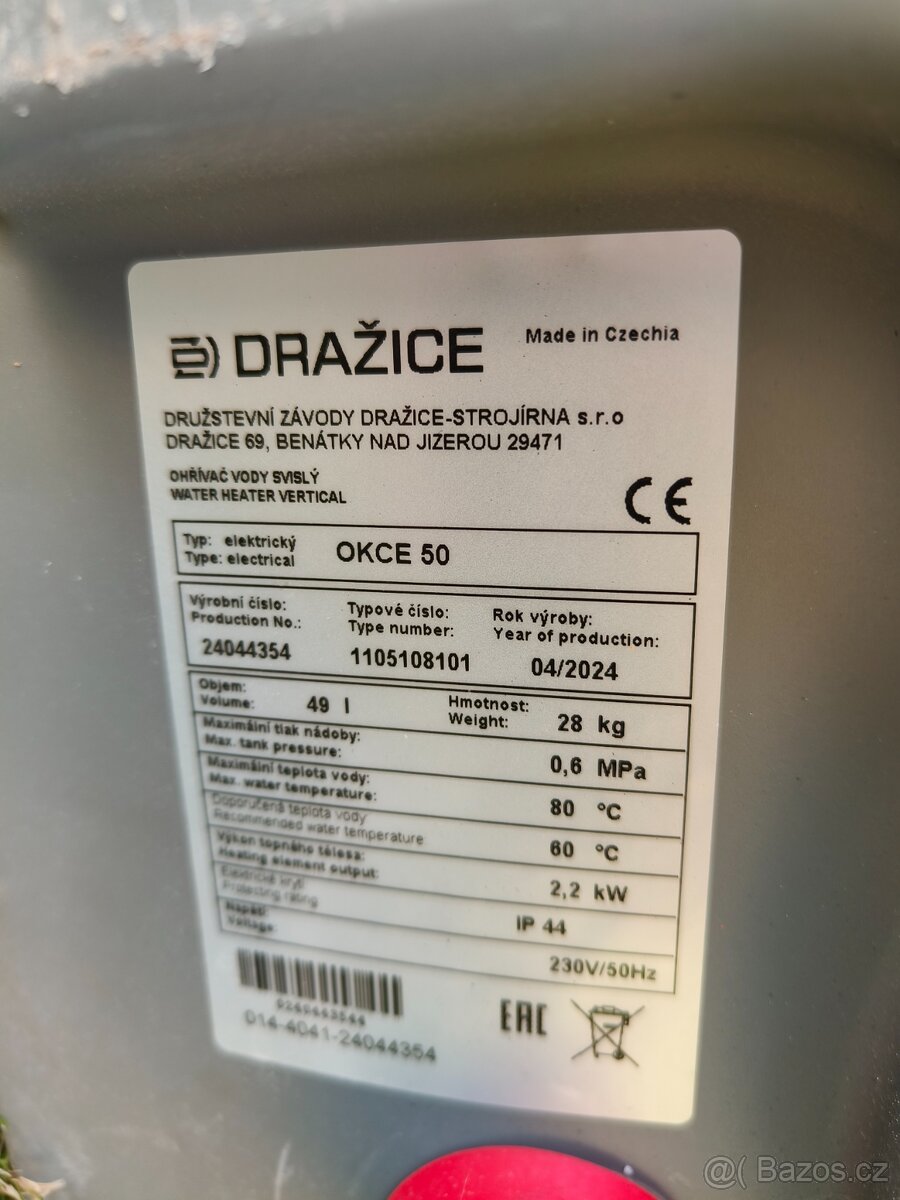 DRAŽICE
Made in Czechia
DRUŽSTEVNÍ ZÁVODY DRAŽICE-STROJÍRNA s.r.o
DRAŽICE 69, BENÁTKY NAD JIZEROU 29471
OHŘÍVAČ VODY SVISLÝ
WATER HEATER VERTICAL
CE
Typ: elektrický
Type: electrical
OKCE 50
Výrobní číslo:
Production No.:
24044354
Typové číslo:
Type number:
1105108101
Rok výroby:
Year of production:
04/2024
Objem:
Volume:
49 l
Hmotnost:
Weight:
28 kg
Maximální tlak nádoby:
Max. tank pressure:
0,6 MPa
Maximální teplota vody:
Max. water temperature:
80 °C
Doporučená teplota vody
Recommended water temperature
60 °C
Výkon topného tělesa:
Heating element output:
2,2 kW
Elektrické krytí
Protecting rating
IP 44
Napětí:
Voltage:
230V/50Hz
014-4041-24044354
EAC
@( Bazos.cz